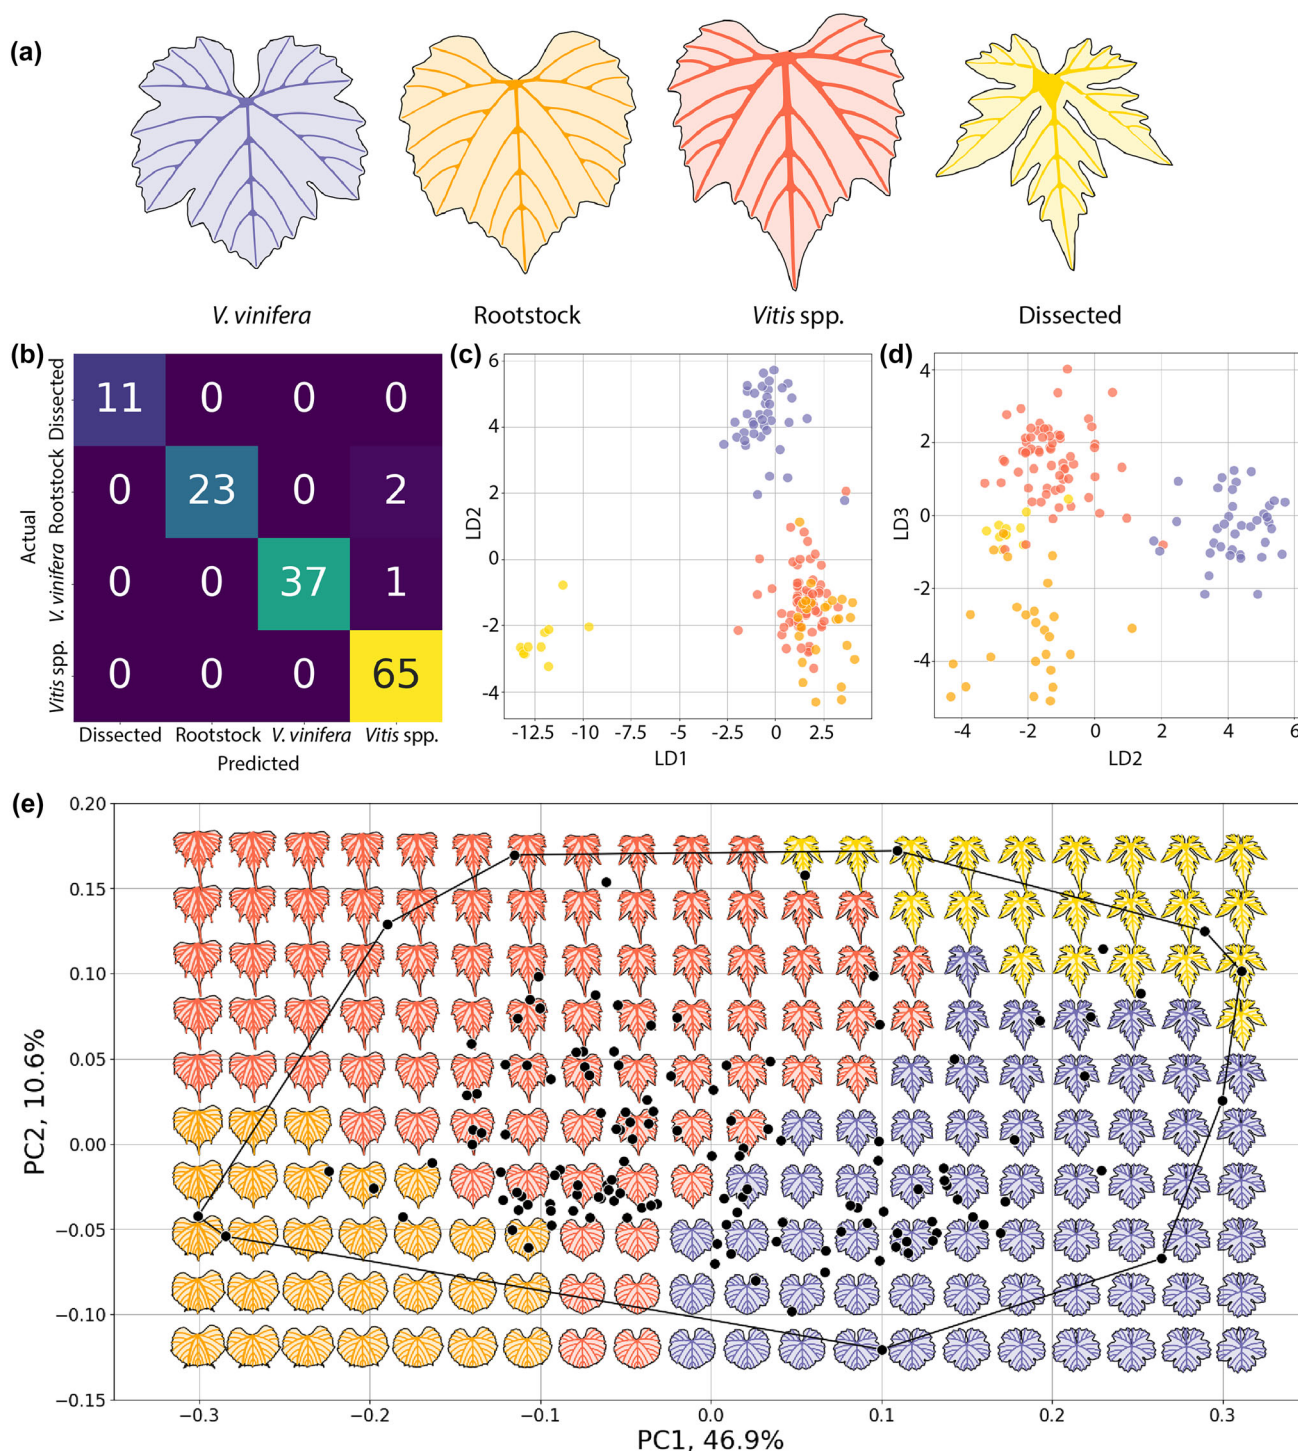 (a)
V. vinifera Rootstock Vitis spp. Dissected
(b)
Actual
Dissected
Rootstock
V. vinifera
Vitis spp.
11 0 0 0
0 23 0 2
0 0 37 1
0 0 0 65
Dissected Rootstock V. vinifera Vitis spp.
Predicted
(c)
LD2
6
4
2
0
-2
-4
-12.5 -10 -7.5 -5 -2.5 0 2.5
LD1
(d)
LD3
4
2
0
-2
-4
-4 -2 0 2 4 6
LD2
(e)
PC2, 10.6%
0.20
0.15
0.10
0.05
0.00
−0.05
−0.10
−0.15
−0.3 −0.2 −0.1 0.0 0.1 0.2 0.3
PC1, 46.9%